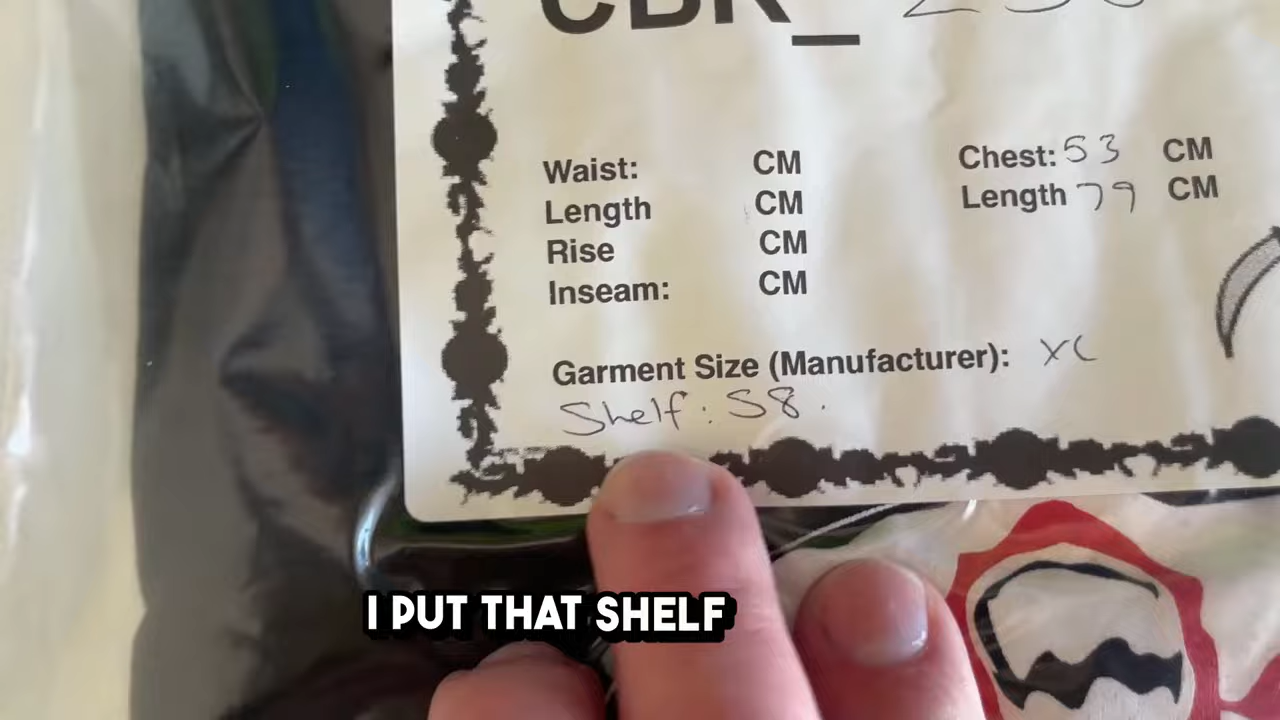 CBR_
Waist: CM Chest: 53 CM
Length CM Length 79 CM
Rise CM
Inseam: CM
Garment Size (Manufacturer): XL
Shelf: S8.
I PUT THAT SHELF